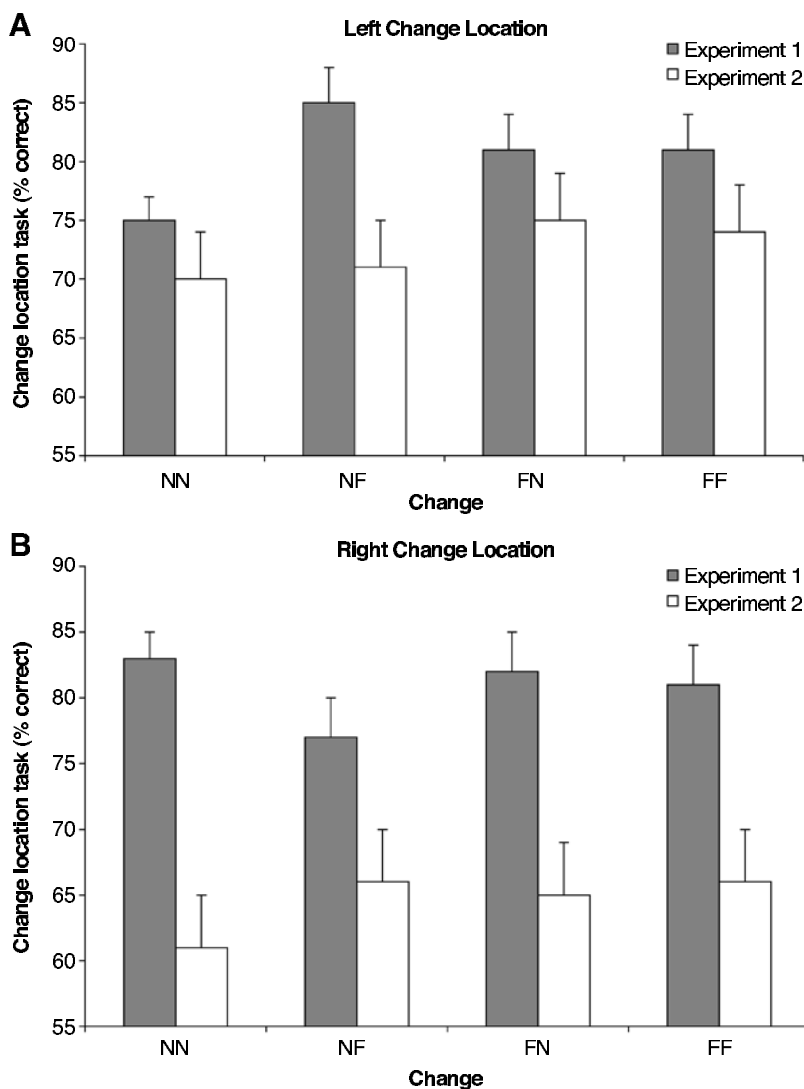 A
Left Change Location
Experiment 1
Experiment 2
Change location task (% correct)
90
85
80
75
70
65
60
55
NN NF FN FF
Change
B
Right Change Location
Experiment 1
Experiment 2
Change location task (% correct)
90
85
80
75
70
65
60
55
NN NF FN FF
Change